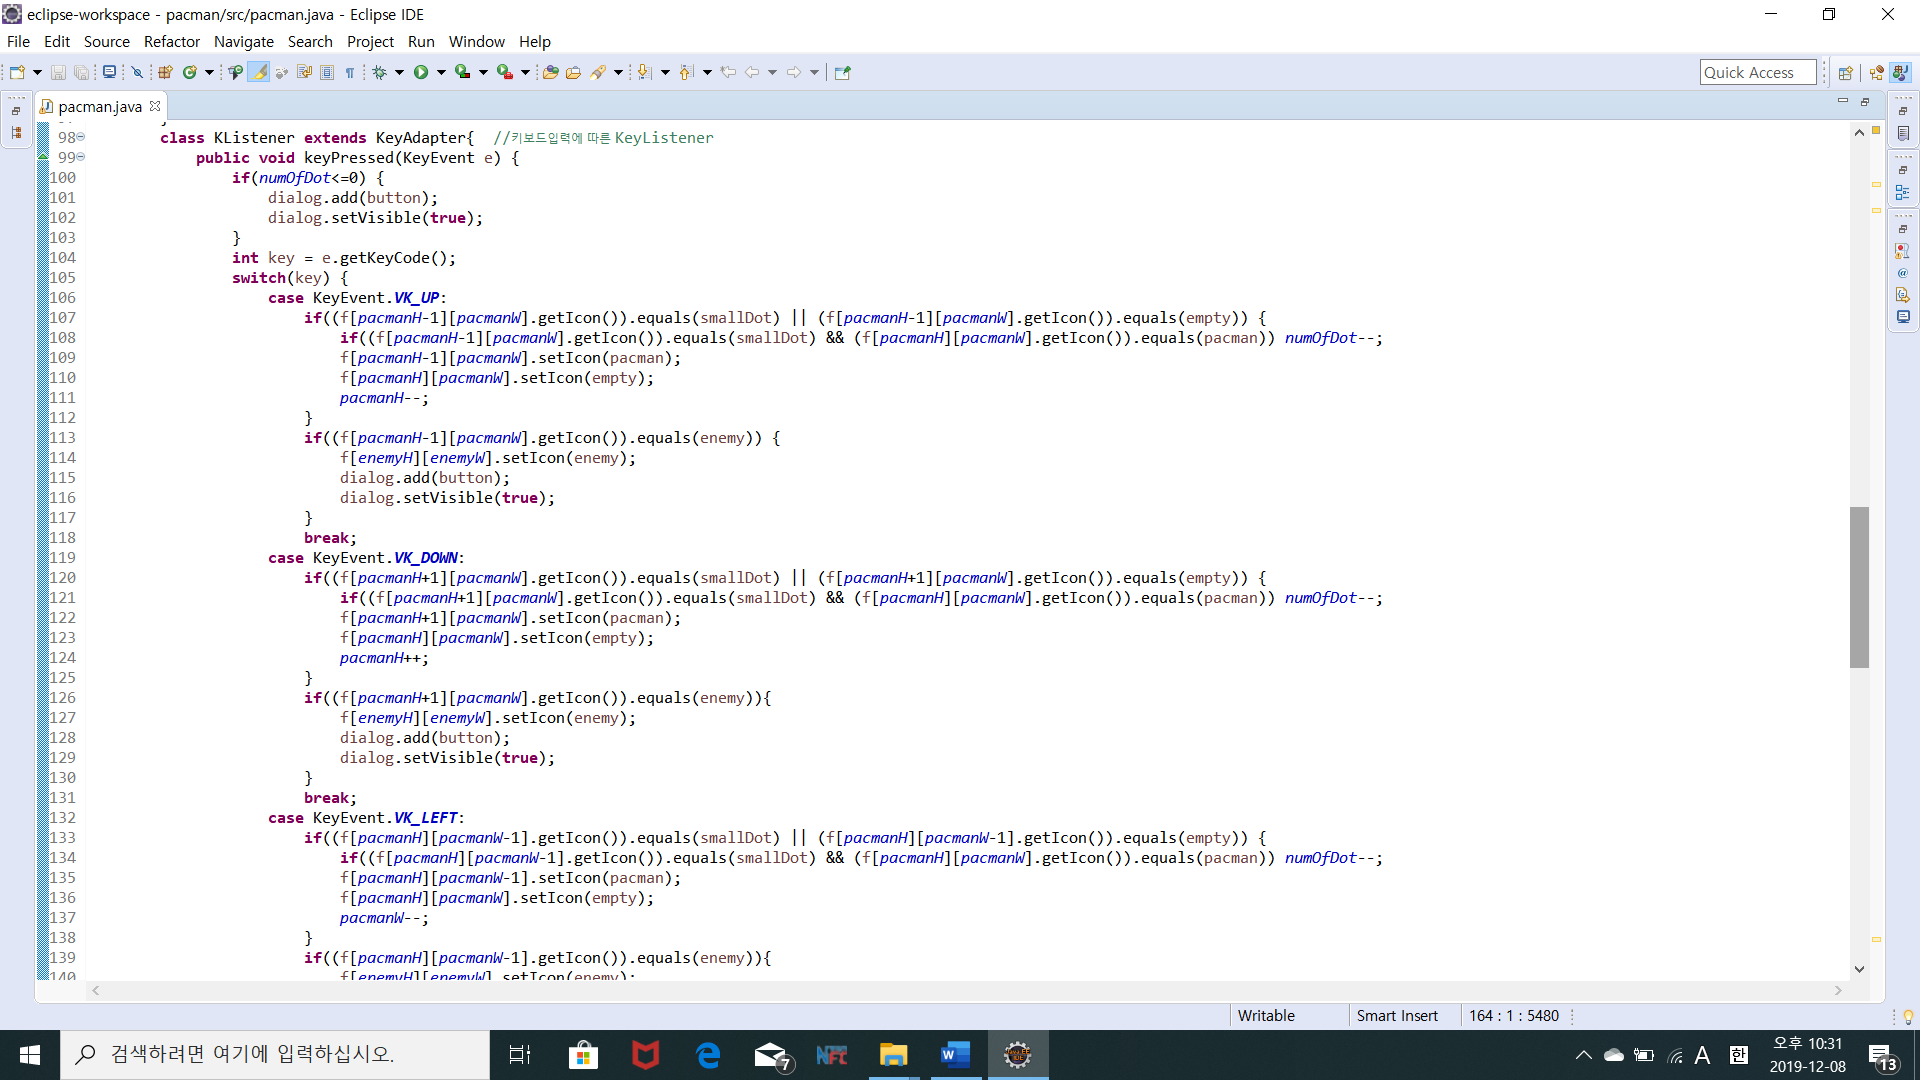 eclipse-workspace - pacman/src/pacman.java - Eclipse IDE
File Edit Source Refactor Navigate Search Project Run Window Help
Quick Access
pacman.java
98 class KListener extends KeyAdapter{ //키보드입력에 따른 KeyListener
99 public void keyPressed(KeyEvent e) {
100 if(numOfDot<=0) {
101 dialog.add(button);
102 dialog.setVisible(true);
103 }
104 int key = e.getKeyCode();
105 switch(key) {
106 case KeyEvent.VK_UP:
107 if((f[pacmanH-1][pacmanW].getIcon()).equals(smallDot) || (f[pacmanH-1][pacmanW].getIcon()).equals(empty)) {
108 if((f[pacmanH-1][pacmanW].getIcon()).equals(smallDot) && (f[pacmanH][pacmanW].getIcon()).equals(pacman)) numOfDot--;
109 f[pacmanH-1][pacmanW].setIcon(pacman);
110 f[pacmanH][pacmanW].setIcon(empty);
111 pacmanH--;
112 }
113 if((f[pacmanH-1][pacmanW].getIcon()).equals(enemy)) {
114 f[enemyH][enemyW].setIcon(enemy);
115 dialog.add(button);
116 dialog.setVisible(true);
117 }
118 break;
119 case KeyEvent.VK_DOWN:
120 if((f[pacmanH+1][pacmanW].getIcon()).equals(smallDot) || (f[pacmanH+1][pacmanW].getIcon()).equals(empty)) {
121 if((f[pacmanH+1][pacmanW].getIcon()).equals(smallDot) && (f[pacmanH][pacmanW].getIcon()).equals(pacman)) numOfDot--;
122 f[pacmanH+1][pacmanW].setIcon(pacman);
123 f[pacmanH][pacmanW].setIcon(empty);
124 pacmanH++;
125 }
126 if((f[pacmanH+1][pacmanW].getIcon()).equals(enemy)){
127 f[enemyH][enemyW].setIcon(enemy);
128 dialog.add(button);
129 dialog.setVisible(true);
130 }
131 break;
132 case KeyEvent.VK_LEFT:
133 if((f[pacmanH][pacmanW-1].getIcon()).equals(smallDot) || (f[pacmanH][pacmanW-1].getIcon()).equals(empty)) {
134 if((f[pacmanH][pacmanW-1].getIcon()).equals(smallDot) && (f[pacmanH][pacmanW].getIcon()).equals(pacman)) numOfDot--;
135 f[pacmanH][pacmanW-1].setIcon(pacman);
136 f[pacmanH][pacmanW].setIcon(empty);
137 pacmanW--;
138 }
139 if((f[pacmanH][pacmanW-1].getIcon()).equals(enemy)){
140 f[enemyH][enemyW].setIcon(enemy);
Writable Smart Insert 164 : 1 : 5480
검색하려면 여기에 입력하십시오.
7
NFC
A 한
오후 10:31
2019-12-08
13